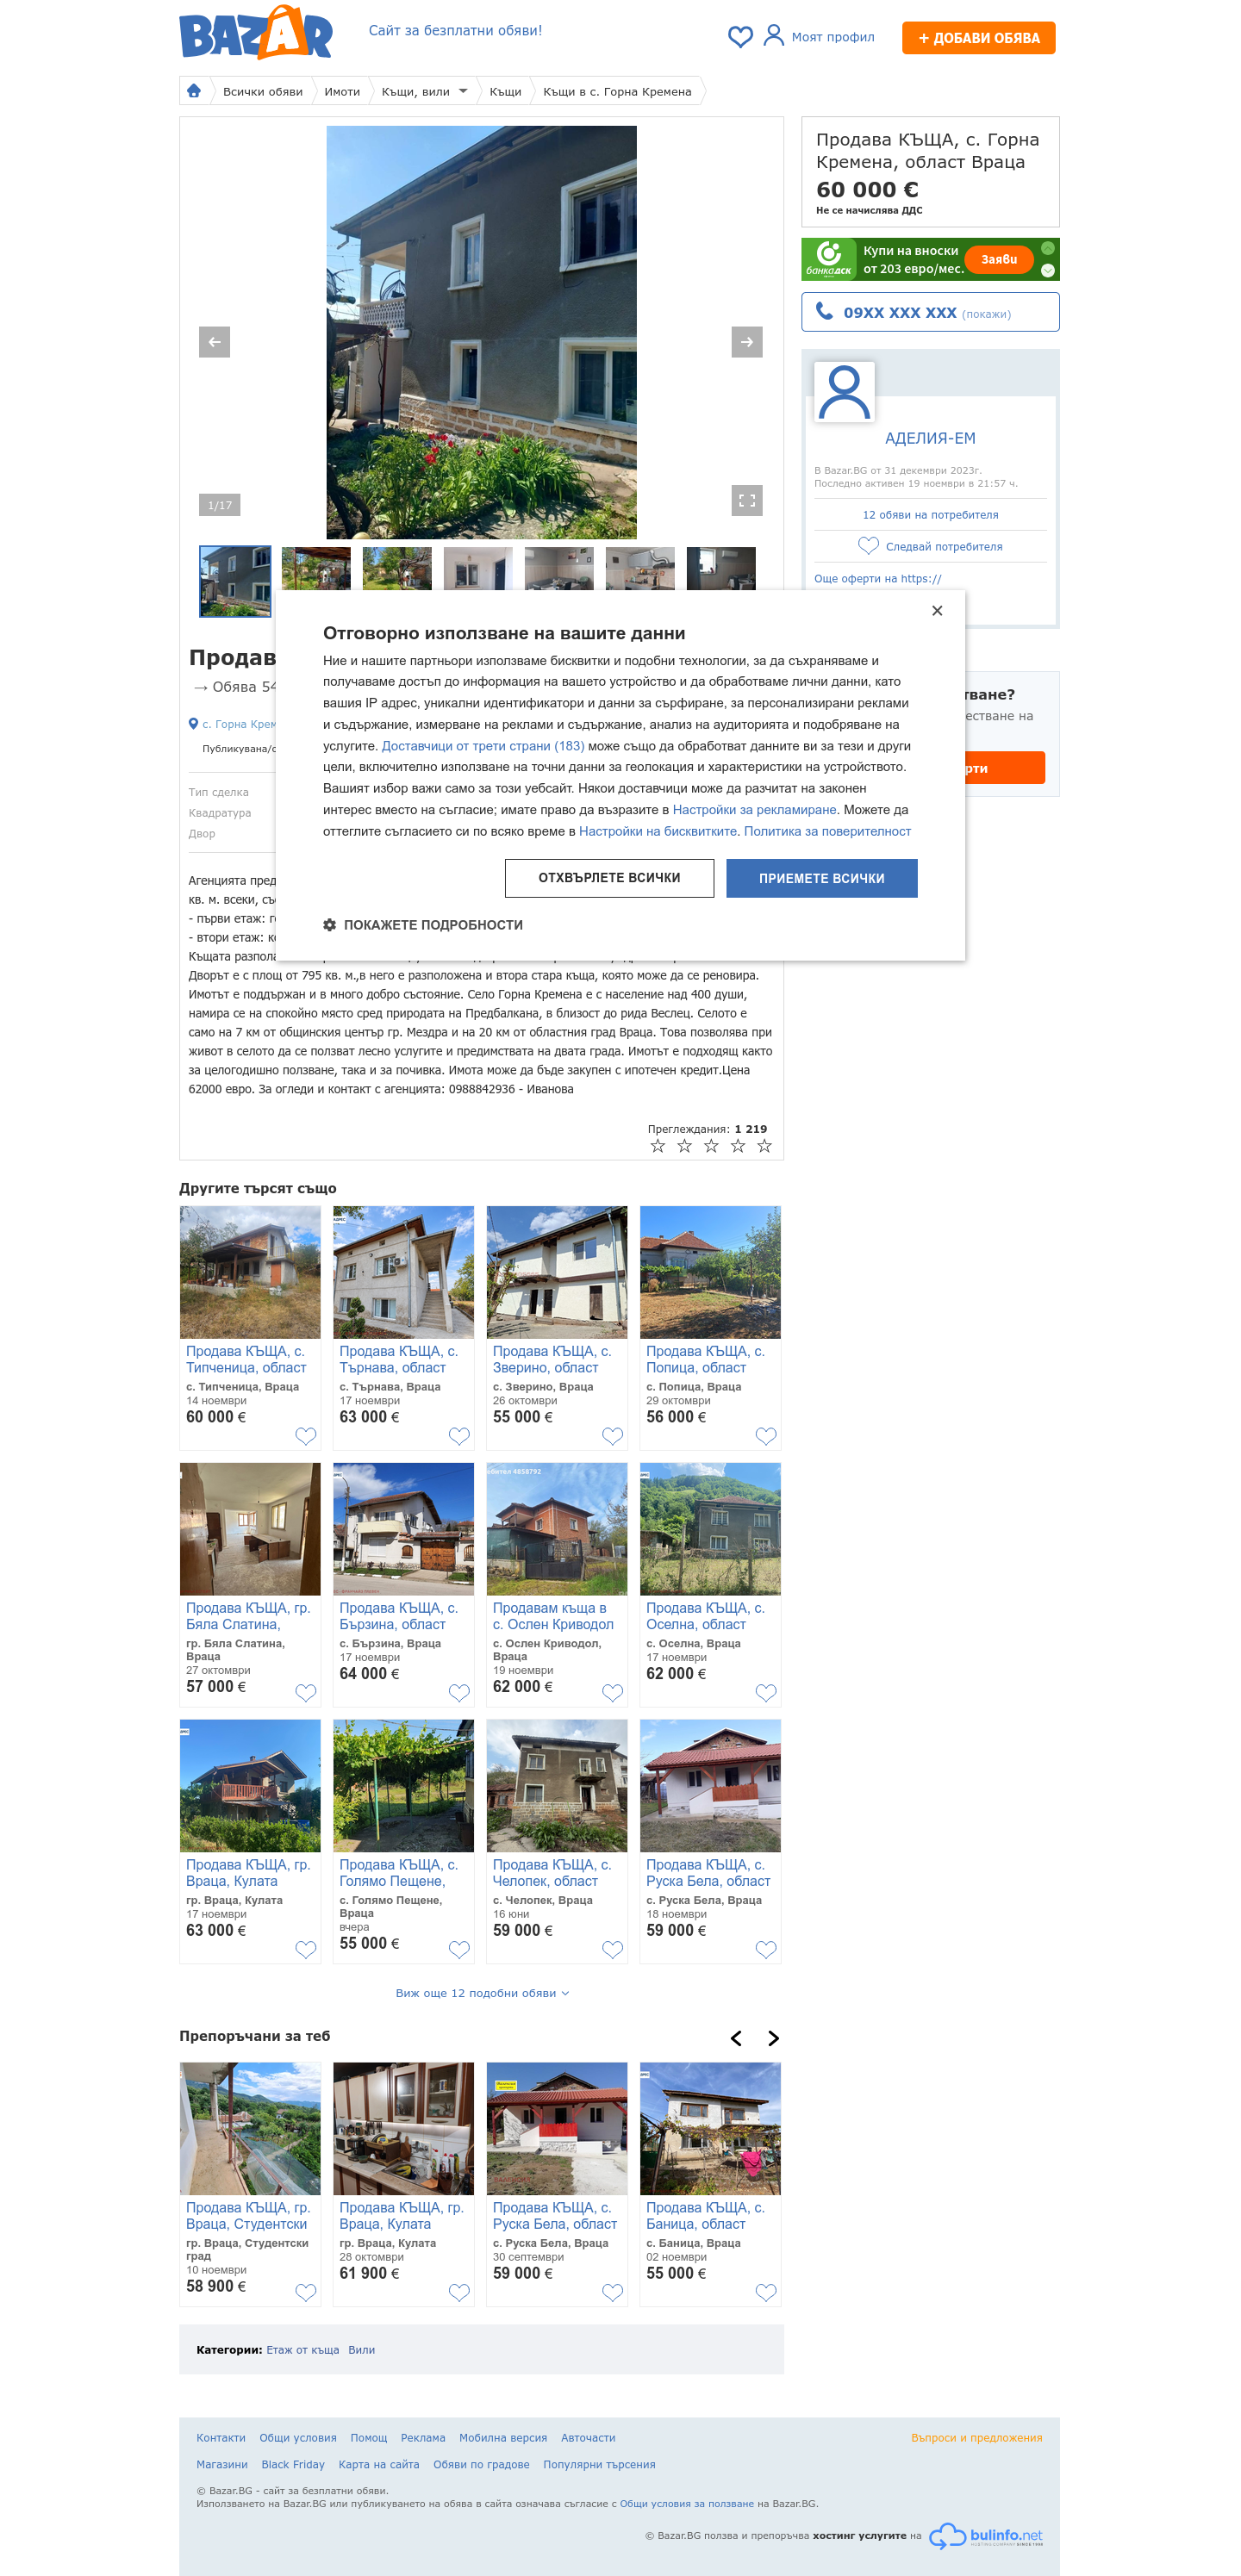 BAZAR
Сайт за безплатни обяви!
Моят профил
+ ДОБАВИ ОБЯВА
Всички обяви
Имоти
Къщи, вили
Къщи
Къщи в с. Горна Кремена
1/17
Продава КЪЩА, с. Горна
Кремена, област Враца
60 000 €
Не се начислява ДДС
банкадск
Купи на вноски
от 203 евро/мес.
Заяви
09XX XXX XXX (покажи)
АДЕЛИЯ-ЕМ
В Bazar.BG от 31 декември 2023г.
Последно активен 19 ноември в 21:57 ч.
12 обяви на потребителя
Следвай потребителя
Още оферти на https://
×
Отговорно използване на вашите данни
Ние и нашите партньори използваме бисквитки и подобни технологии, за да съхраняваме и
получаваме достъп до информация на вашето устройство и да обработваме лични данни, като
вашия IP адрес, уникални идентификатори и данни за сърфиране, за персонализирани реклами
и съдържание, измерване на реклами и съдържание, анализ на аудиторията и подобряване на
услугите. Доставчици от трети страни (183) може също да обработват данните ви за тези и други
цели, включително използване на точни данни за геолокация и характеристики на устройството.
Вашият избор важи само за този уебсайт. Някои доставчици може да разчитат на законен
интерес вместо на съгласие; имате право да възразите в Настройки за рекламиране. Можете да
оттеглите съгласието си по всяко време в Настройки на бисквитките. Политика за поверителност
ОТХВЪРЛЕТЕ ВСИЧКИ
ПРИЕМЕТЕ ВСИЧКИ
ПОКАЖЕТЕ ПОДРОБНОСТИ
Продав
→ Обява 54
с. Горна Крем
Публикувана/
Тип сделка
Квадратура
Двор
Агенцията пред
кв. м. всеки, съ
- първи етаж: г
- втори етаж: к
Къщата разпол
Дворът е с площ от 795 кв. м.,в него е разположена и втора стара къща, която може да се реновира.
Имотът е поддържан и в много добро състояние. Село Горна Кремена е с население над 400 души,
намира се на спокойно място сред природата на Предбалкана, в близост до рида Веслец. Селото е
само на 7 км от общинския център гр. Мездра и на 20 км от областния град Враца. Това позволява при
живот в селото да се ползват лесно услугите и предимствата на двата града. Имотът е подходящ както
за целогодишно ползване, така и за почивка. Имота може да бъде закупен с ипотечен кредит.Цена
62000 евро. За огледи и контакт с агенцията: 0988842936 - Иванова
Преглеждания: 1 219
тване?
естване на
рти
Другите търсят също
Продава КЪЩА, с.
Типченица, област
с. Типченица, Враца
14 ноември
60 000 €
Продава КЪЩА, с.
Търнава, област
с. Търнава, Враца
17 ноември
63 000 €
Продава КЪЩА, с.
Зверино, област
с. Зверино, Враца
26 октомври
55 000 €
Продава КЪЩА, с.
Попица, област
с. Попица, Враца
29 октомври
56 000 €
Продава КЪЩА, гр.
Бяла Слатина,
гр. Бяла Слатина,
Враца
27 октомври
57 000 €
Продава КЪЩА, с.
Бързина, област
с. Бързина, Враца
17 ноември
64 000 €
4858792
Продавам къща в
с. Ослен Криводол
с. Ослен Криводол,
Враца
19 ноември
62 000 €
Продава КЪЩА, с.
Оселна, област
с. Оселна, Враца
17 ноември
62 000 €
Продава КЪЩА, гр.
Враца, Кулата
гр. Враца, Кулата
17 ноември
63 000 €
Продава КЪЩА, с.
Голямо Пещене,
с. Голямо Пещене,
Враца
вчера
55 000 €
Продава КЪЩА, с.
Челопек, област
с. Челопек, Враца
16 юни
59 000 €
Продава КЪЩА, с.
Руска Бела, област
с. Руска Бела, Враца
18 ноември
59 000 €
Виж още 12 подобни обяви
Препоръчани за теб
Продава КЪЩА, гр.
Враца, Студентски
гр. Враца, Студентски
град
10 ноември
58 900 €
Продава КЪЩА, гр.
Враца, Кулата
гр. Враца, Кулата
28 октомври
61 900 €
Продава КЪЩА, с.
Руска Бела, област
с. Руска Бела, Враца
30 септември
59 000 €
Продава КЪЩА, с.
Баница, област
с. Баница, Враца
02 ноември
55 000 €
Категории: Етаж от къща Вили
Контакти Общи условия Помощ Реклама Мобилна версия Авточасти
Въпроси и предложения
Магазини Black Friday Карта на сайта Обяви по градове Популярни търсения
© Bazar.BG - сайт за безплатни обяви.
Използването на Bazar.BG или публикуването на обява в сайта означава съгласие с Общи условия за ползване на Bazar.BG.
© Bazar.BG ползва и препоръчва хостинг услугите на
bulinfo.net